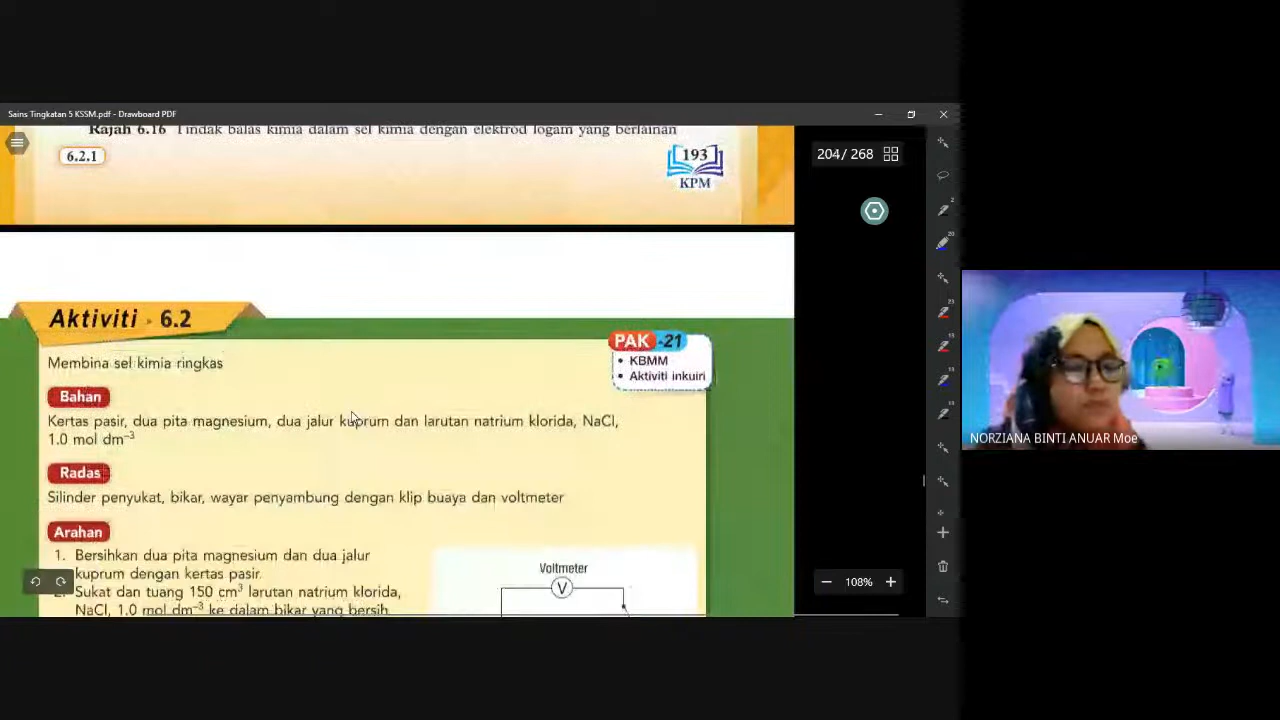 Sains Tingkatan 5 KSSM.pdf - Drawboard PDF
Rajah 6.16 Tindak balas kimia dalam sel kimia dengan elektrod logam yang berlainan
6.2.1
193
KPM
204 / 268
Aktiviti 6.2
PAK-21
• KBMM
• Aktiviti inkuiri
Membina sel kimia ringkas
Bahan
Kertas pasir, dua pita magnesium, dua jalur kuprum dan larutan natrium klorida, NaCl,
1.0 mol dm⁻³
Radas
Silinder penyukat, bikar, wayar penyambung dengan klip buaya dan voltmeter
Arahan
1. Bersihkan dua pita magnesium dan dua jalur
kuprum dengan kertas pasir.
2. Sukat dan tuang 150 cm³ larutan natrium klorida,
NaCl, 1.0 mol dm⁻³ ke dalam bikar yang bersih
Voltmeter
V
108%
NORZIANA BINTI ANUAR Moe